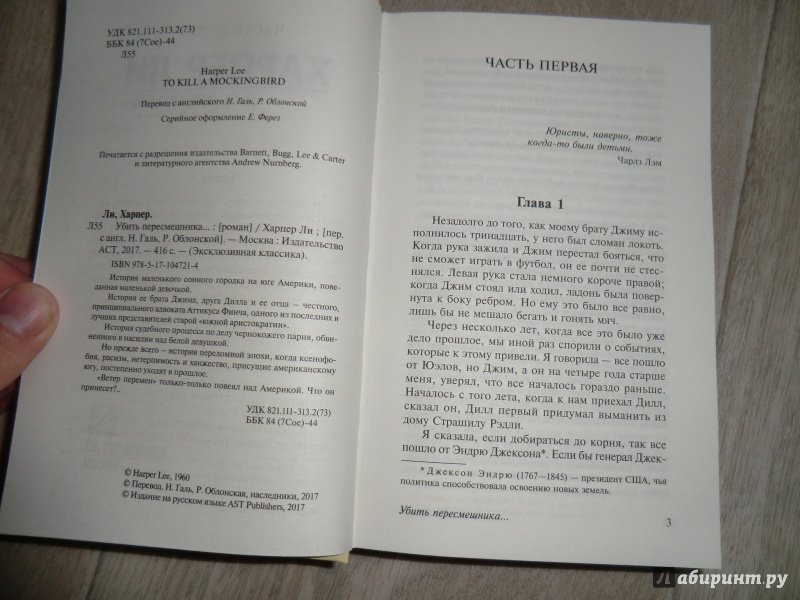 УДК 821.111-313.2(73)
ББК 84 (7Сое)-44
Л55
Harper Lee
TO KILL A MOCKINGBIRD
Перевод с английского Н. Галь, Р. Облонской
Серийное оформление Е. Ферез
Печатается с разрешения издательства Barnett, Bugg, Lee & Carter
и литературного агентства Andrew Nurnberg.
Ли, Харпер.
Л55 Убить пересмешника... : [роман] / Харпер Ли ; [пер.
с англ. Н. Галь, Р. Облонской]. — Москва : Издательство
АСТ, 2017. — 416 с. — (Эксклюзивная классика).
ISBN 978-5-17-104721-4
История маленького сонного городка на юге Америки, пове-
данная маленькой девочкой.
История ее брата Джима, друга Дилла и ее отца — честного,
принципиального адвоката Аттикуса Финча, одного из последних и
лучших представителей старой «южной аристократии».
История судебного процесса по делу чернокожего парня, обви-
ненного в насилии над белой девушкой.
Но прежде всего — история переломной эпохи, когда ксенофо-
бия, расизм, нетерпимость и ханжество, присущие американскому
югу, постепенно уходят в прошлое.
«Ветер перемен» только-только повеял над Америкой. Что он
принесет?..
УДК 821.111-313.2(73)
ББК 84 (7Сое)-44
© Harper Lee, 1960
© Перевод. Н. Галь, Р. Облонская, наследники, 2017
© Издание на русском языке AST Publishers, 2017
ЧАСТЬ ПЕРВАЯ
Юристы, наверно, тоже
когда-то были детьми.
Чарлз Лэм
Глава 1
Незадолго до того, как моему брату Джиму ис-
полнилось тринадцать, у него был сломан локоть.
Когда рука зажила и Джим перестал бояться, что
не сможет играть в футбол, он ее почти не стес-
нялся. Левая рука стала немного короче правой;
когда Джим стоял или ходил, ладонь была повер-
нута к боку ребром. Но ему это было все равно,
лишь бы не мешало бегать и гонять мяч.
Через несколько лет, когда все это было уже
дело прошлое, мы иной раз спорили о событиях,
которые к этому привели. Я говорила — все пошло
от Юэлов, но Джим, а он на четыре года старше
меня, уверял, что все началось гораздо раньше.
Началось с того лета, когда к нам приехал Дилл,
сказал он, Дилл первый придумал выманить из
дому Страшилу Рэдли.
Я сказала, если добираться до корня, так все
пошло от Эндрю Джексона*. Если бы генерал Джек-
* Джексон Эндрю (1767—1845) — президент США, чья
политика способствовала освоению новых земель.
Убить пересмешника...
3
Лабиринт.ру